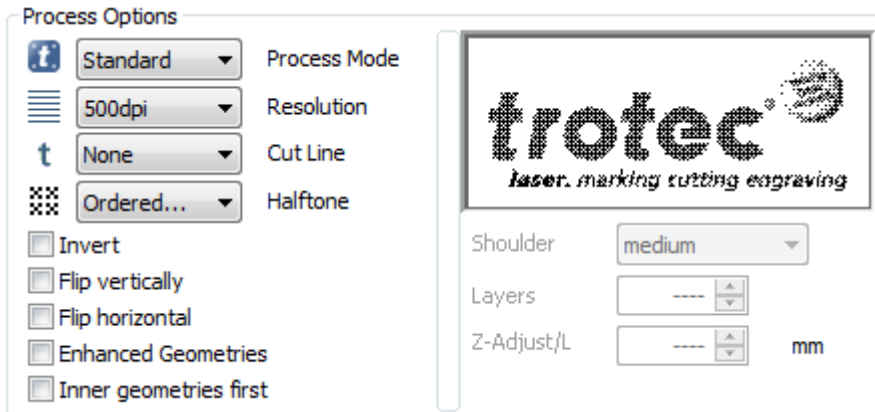 Process Options
t Standard Process Mode
500dpi Resolution
t None Cut Line
Ordered... Halftone
Invert
Flip vertically
Flip horizontal
Enhanced Geometries
Inner geometries first
trotec®
laser. marking cutting engraving
Shoulder medium
Layers ----
Z-Adjust/L ---- mm